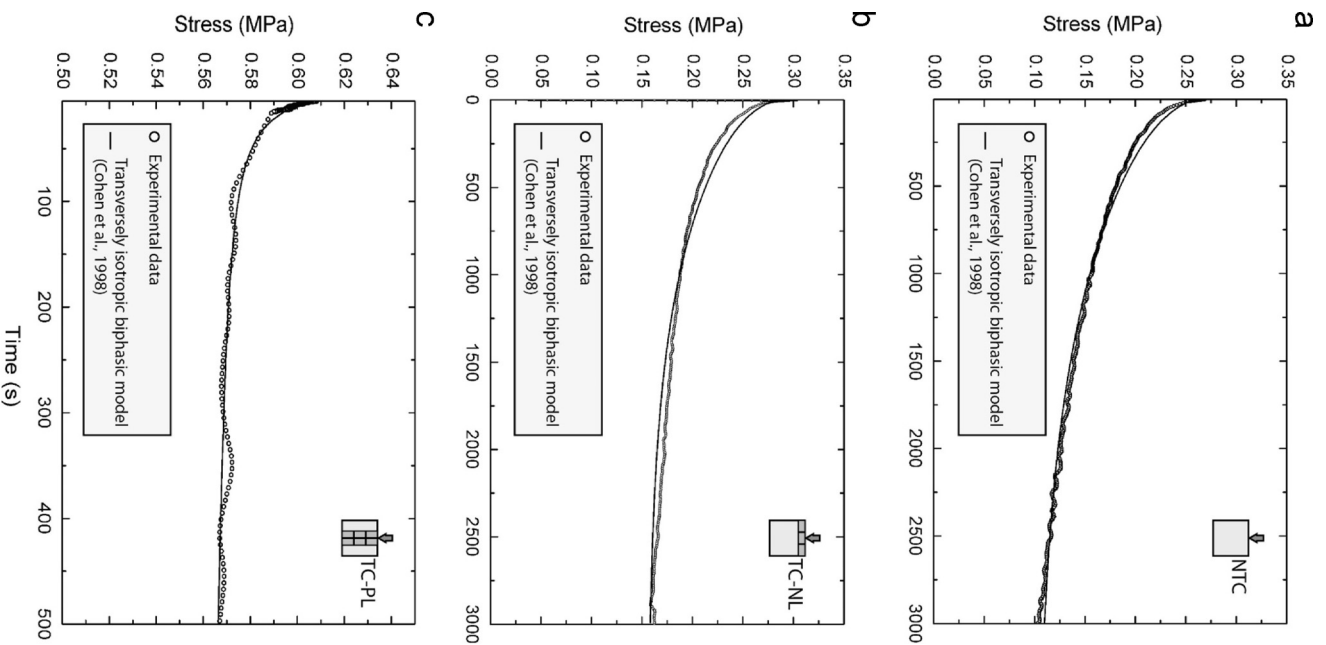 a
Stress (MPa)
0.35
0.30
0.25
0.20
0.15
0.10
0.05
0.00
500
1000
1500
2000
2500
3000
Experimental data
Transversely isotropic biphasic model
(Cohen et al., 1998)
NTC
b
Stress (MPa)
0.35
0.30
0.25
0.20
0.15
0.10
0.05
0.00
0
500
1000
1500
2000
2500
3000
Experimental data
Transversely isotropic biphasic model
(Cohen et al., 1998)
TC-NL
c
Stress (MPa)
0.64
0.62
0.60
0.58
0.56
0.54
0.52
0.50
100
200
300
400
500
Experimental data
Transversely isotropic biphasic model
(Cohen et al., 1998)
TC-PL
Time (s)